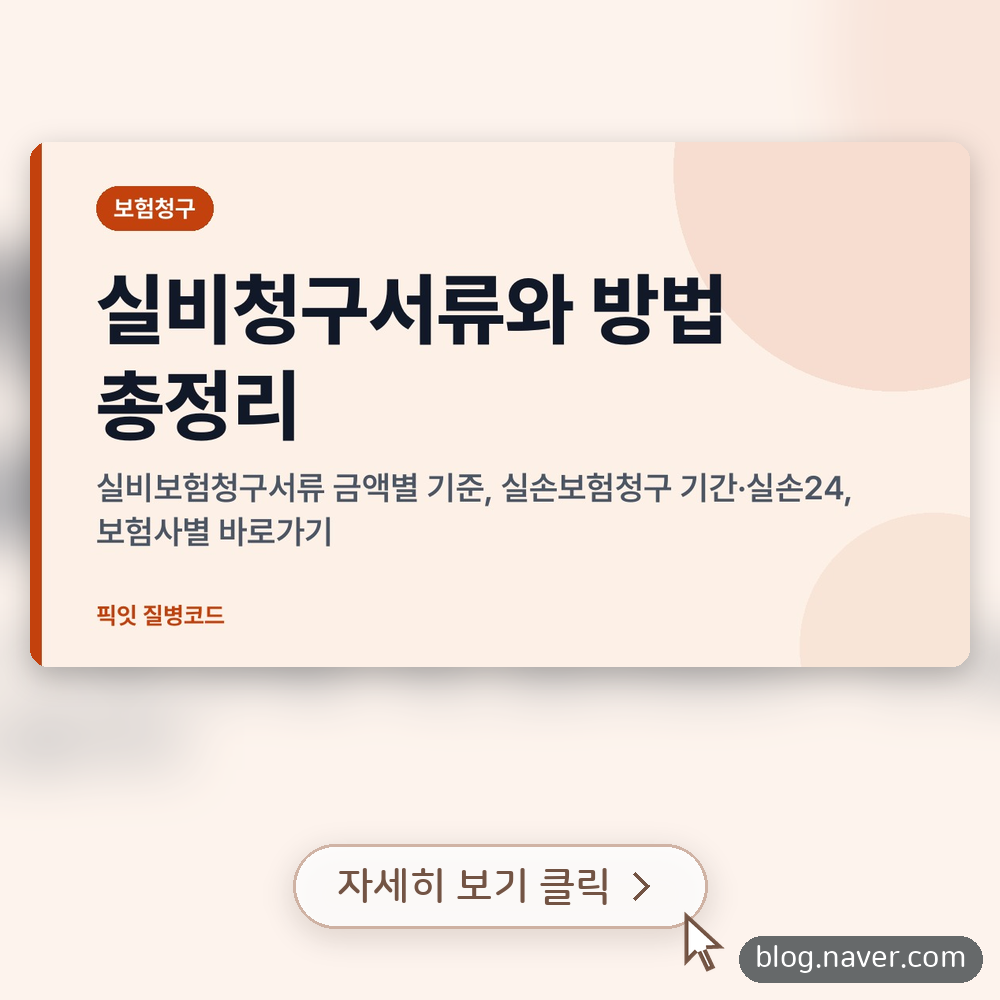 보험청구
실비청구서류와 방법
총정리
실비보험청구서류 금액별 기준, 실손보험청구 기간·실손24,
보험사별 바로가기
픽잇 질병코드
자세히 보기 클릭
blog.naver.com